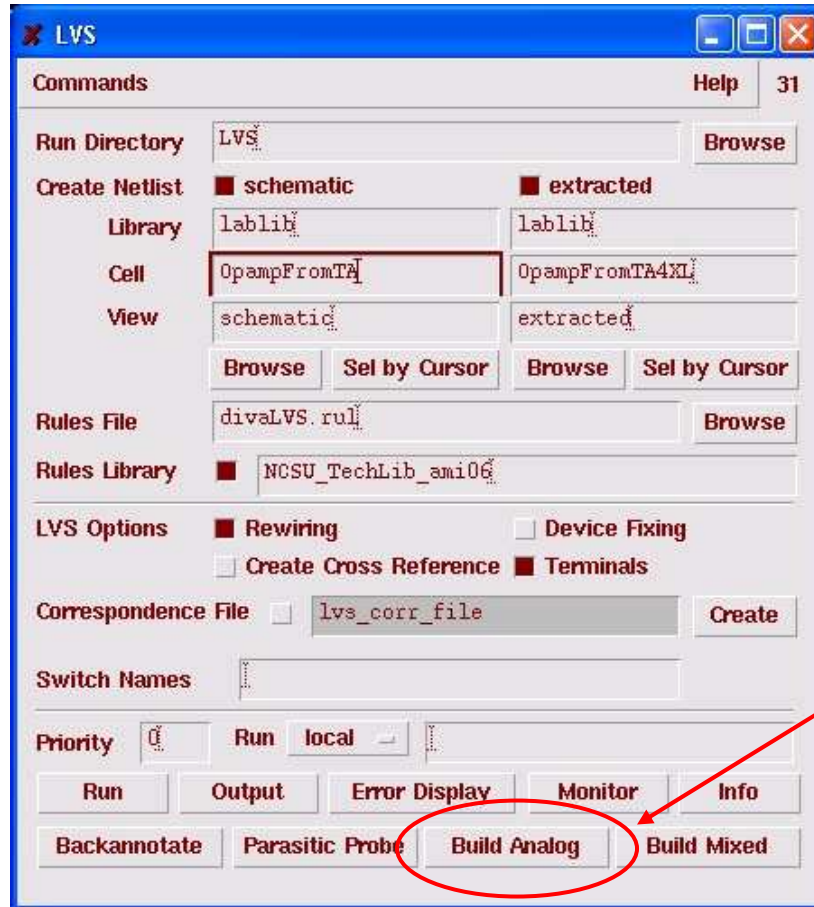 LVS
Commands Help 31
Run Directory LVS Browse
Create Netlist schematic extracted
Library lablib lablib
Cell OpampFromTA OpampFromTA4XL
View schematic extracted
Browse Sel by Cursor Browse Sel by Cursor
Rules File divaLVS.rul Browse
Rules Library NCSU_TechLib_ami06
LVS Options Rewiring Device Fixing
Create Cross Reference Terminals
Correspondence File lvs_corr_file Create
Switch Names
Priority 0 Run local
Run Output Error Display Monitor Info
Backannotate Parasitic Probe Build Analog Build Mixed